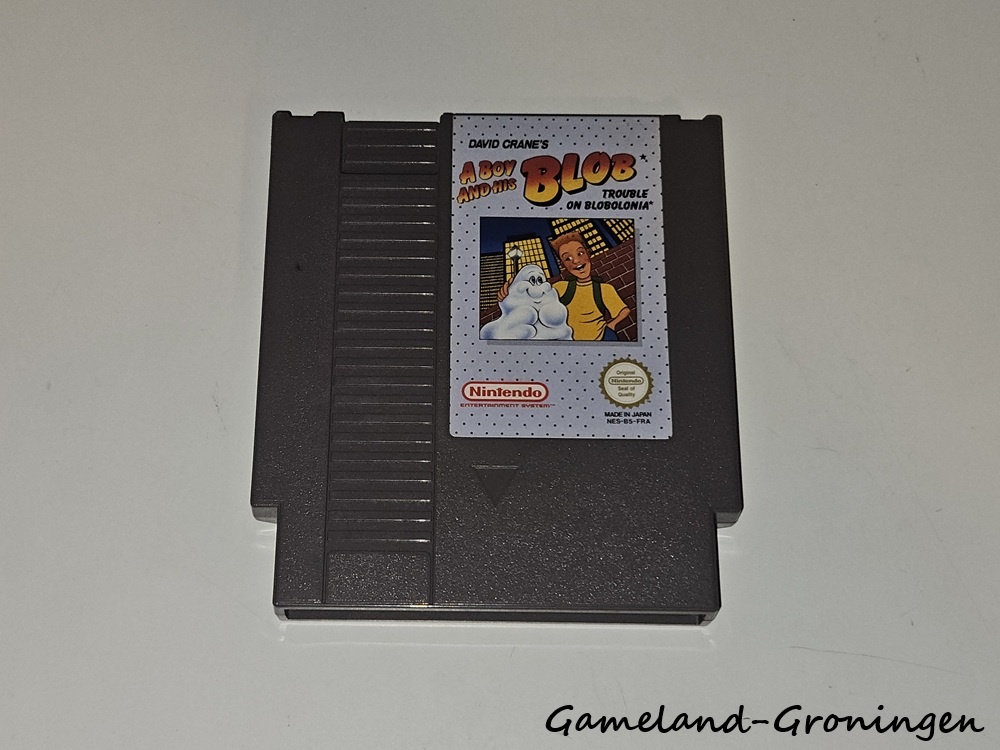 DAVID CRANE'S
A BOY
AND HIS
BLOB*
TROUBLE
ON BLOBOLONIA*
Nintendo
ENTERTAINMENT SYSTEM™
Original
Nintendo
Seal of
Quality
MADE IN JAPAN
NES-B5-FRA
Gameland-Groningen